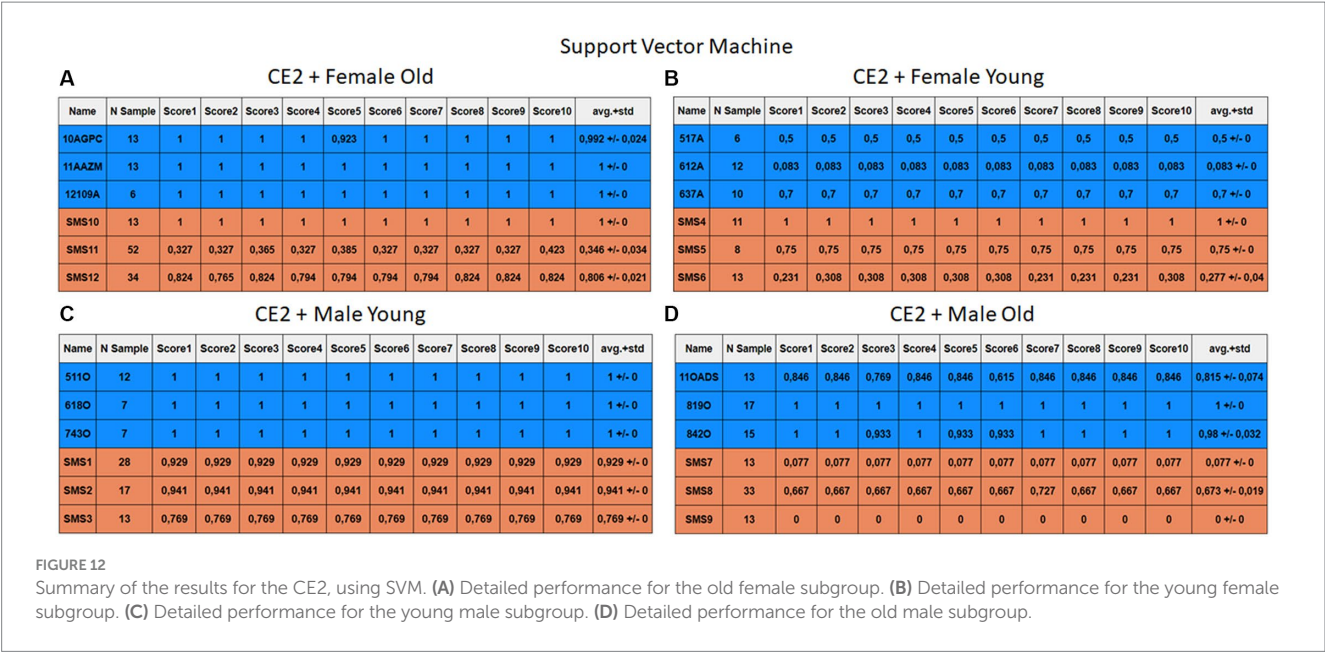 Support Vector Machine
A
CE2 + Female Old
Name N Sample Score1 Score2 Score3 Score4 Score5 Score6 Score7 Score8 Score9 Score10 avg.+std
10AGPC 13 1 1 1 1 0,923 1 1 1 1 1 0,992 +/- 0,024
11AAZM 13 1 1 1 1 1 1 1 1 1 1 1 +/- 0
12109A 6 1 1 1 1 1 1 1 1 1 1 1 +/- 0
SMS10 13 1 1 1 1 1 1 1 1 1 1 1 +/- 0
SMS11 52 0,327 0,327 0,365 0,327 0,385 0,327 0,327 0,327 0,327 0,423 0,346 +/- 0,034
SMS12 34 0,824 0,765 0,824 0,794 0,794 0,794 0,794 0,824 0,824 0,824 0,806 +/- 0,021
B
CE2 + Female Young
Name N Sample Score1 Score2 Score3 Score4 Score5 Score6 Score7 Score8 Score9 Score10 avg.+std
517A 6 0,5 0,5 0,5 0,5 0,5 0,5 0,5 0,5 0,5 0,5 0,5 +/- 0
612A 12 0,083 0,083 0,083 0,083 0,083 0,083 0,083 0,083 0,083 0,083 0,083 +/- 0
637A 10 0,7 0,7 0,7 0,7 0,7 0,7 0,7 0,7 0,7 0,7 0,7 +/- 0
SMS4 11 1 1 1 1 1 1 1 1 1 1 1 +/- 0
SMS5 8 0,75 0,75 0,75 0,75 0,75 0,75 0,75 0,75 0,75 0,75 0,75 +/- 0
SMS6 13 0,231 0,308 0,308 0,308 0,308 0,308 0,231 0,231 0,231 0,308 0,277 +/- 0,04
C
CE2 + Male Young
Name N Sample Score1 Score2 Score3 Score4 Score5 Score6 Score7 Score8 Score9 Score10 avg.+std
511O 12 1 1 1 1 1 1 1 1 1 1 1 +/- 0
618O 7 1 1 1 1 1 1 1 1 1 1 1 +/- 0
743O 7 1 1 1 1 1 1 1 1 1 1 1 +/- 0
SMS1 28 0,929 0,929 0,929 0,929 0,929 0,929 0,929 0,929 0,929 0,929 0,929 +/- 0
SMS2 17 0,941 0,941 0,941 0,941 0,941 0,941 0,941 0,941 0,941 0,941 0,941 +/- 0
SMS3 13 0,769 0,769 0,769 0,769 0,769 0,769 0,769 0,769 0,769 0,769 0,769 +/- 0
D
CE2 + Male Old
Name N Sample Score1 Score2 Score3 Score4 Score5 Score6 Score7 Score8 Score9 Score10 avg.+std
11OADS 13 0,846 0,846 0,769 0,846 0,846 0,615 0,846 0,846 0,846 0,846 0,815 +/- 0,074
819O 17 1 1 1 1 1 1 1 1 1 1 1 +/- 0
842O 15 1 1 0,933 1 0,933 0,933 1 1 1 1 0,98 +/- 0,032
SMS7 13 0,077 0,077 0,077 0,077 0,077 0,077 0,077 0,077 0,077 0,077 0,077 +/- 0
SMS8 33 0,667 0,667 0,667 0,667 0,667 0,667 0,727 0,667 0,667 0,667 0,673 +/- 0,019
SMS9 13 0 0 0 0 0 0 0 0 0 0 0 +/- 0
FIGURE 12
Summary of the results for the CE2, using SVM. (A) Detailed performance for the old female subgroup. (B) Detailed performance for the young female
subgroup. (C) Detailed performance for the young male subgroup. (D) Detailed performance for the old male subgroup.